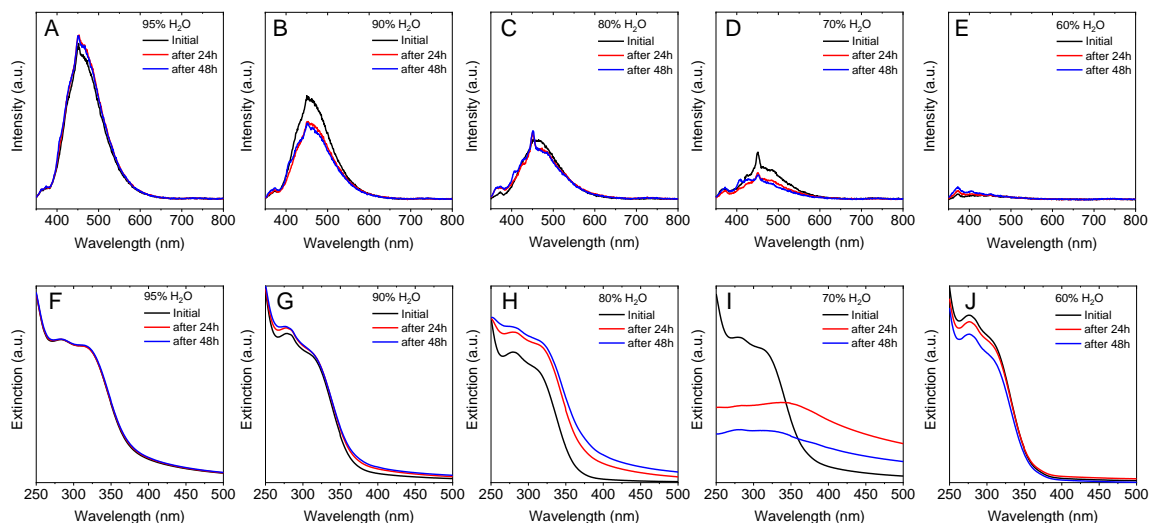 A
95% H2O
Initial
after 24h
after 48h
Intensity (a.u.)
400 500 600 700 800
Wavelength (nm)
B
90% H2O
Initial
after 24h
after 48h
Intensity (a.u.)
400 500 600 700 800
Wavelength (nm)
C
80% H2O
Initial
after 24h
after 48h
Intensity (a.u.)
400 500 600 700 800
Wavelength (nm)
D
70% H2O
Initial
after 24h
after 48h
Intensity (a.u.)
400 500 600 700 800
Wavelength (nm)
E
60% H2O
Initial
after 24h
after 48h
Intensity (a.u.)
400 500 600 700 800
Wavelength (nm)
F
95% H2O
Initial
after 24h
after 48h
Extinction (a.u.)
250 300 350 400 450 500
Wavelength (nm)
G
90% H2O
Initial
after 24h
after 48h
Extinction (a.u.)
250 300 350 400 450 500
Wavelength (nm)
H
80% H2O
Initial
after 24h
after 48h
Extinction (a.u.)
250 300 350 400 450 500
Wavelength (nm)
I
70% H2O
Initial
after 24h
after 48h
Extinction (a.u.)
250 300 350 400 450 500
Wavelength (nm)
J
60% H2O
Initial
after 24h
after 48h
Extinction (a.u.)
250 300 350 400 450 500
Wavelength (nm)